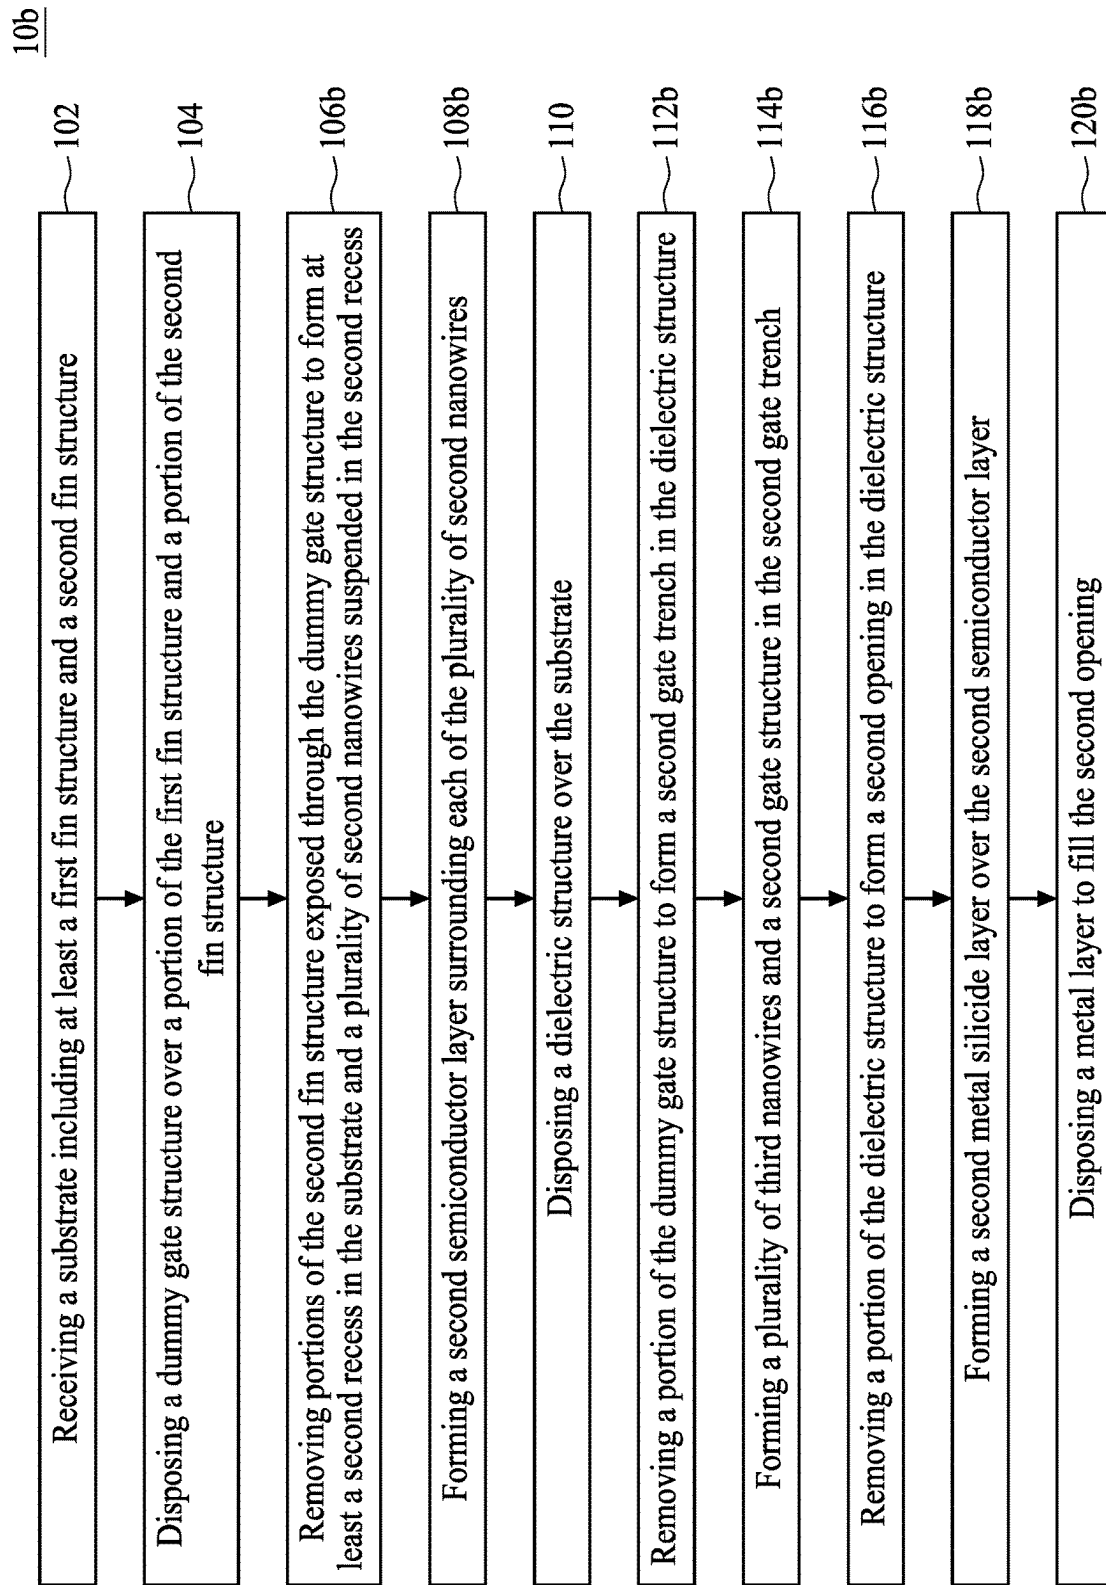 10b
Receiving a substrate including at least a first fin structure and a second fin structure
102
Disposing a dummy gate structure over a portion of the first fin structure and a portion of the second
fin structure
104
Removing portions of the second fin structure exposed through the dummy gate structure to form at
least a second recess in the substrate and a plurality of second nanowires suspended in the second recess
106b
Forming a second semiconductor layer surrounding each of the plurality of second nanowires
108b
Disposing a dielectric structure over the substrate
110
Removing a portion of the dummy gate structure to form a second gate trench in the dielectric structure
112b
Forming a plurality of third nanowires and a second gate structure in the second gate trench
114b
Removing a portion of the dielectric structure to form a second opening in the dielectric structure
116b
Forming a second metal silicide layer over the second semiconductor layer
118b
Disposing a metal layer to fill the second opening
120b